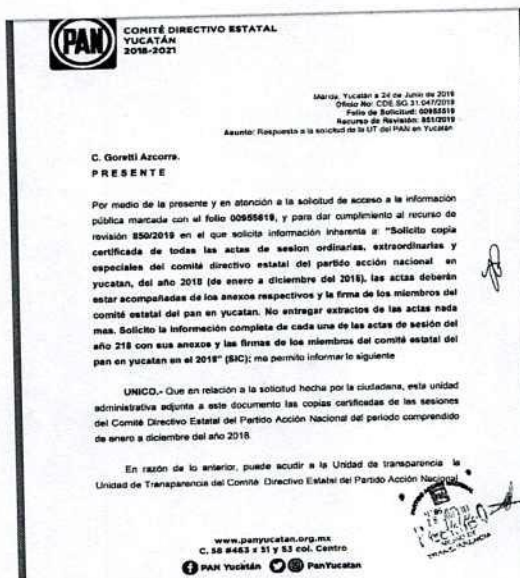 PAN
COMITÉ DIRECTIVO ESTATAL
YUCATÁN
2018-2021
Mérida, Yucatán a 24 de Junio de 2019
Oficio No: CDE.SG 31.047/2019
Folio de Solicitud: 00955619
Recurso de Revisión: 851/2019
Asunto: Respuesta a la solicitud de la UT del PAN en Yucatán
C. Goretti Azcorra.
PRESENTE
Por medio de la presente y en atención a la solicitud de acceso a la información
pública marcada con el folio 00955619, y para dar cumplimiento al recurso de
revisión 850/2019 en el que solicita información inherente a: "Solicito copia
certificada de todas las actas de sesion ordinarias, extraordinarias y
especiales del comité directivo estatal del partido acción nacional en
yucatan, del año 2018 (de enero a diciembre del 2018), las actas deberán
estar acompañadas de los anexos respectivos y la firma de los miembros del
comité estatal del pan en yucatan. No entregar extractos de las actas nada
mas. Solicito la información completa de cada una de las actas de sesión del
año 218 con sus anexos y las firmas de los miembros del comité estatal del
pan en yucatan en el 2018" (SIC); me permito informar lo siguiente
UNICO.- Que en relación a la solicitud hecha por la ciudadana, esta unidad
administrativa adjunta a este documento las copias certificadas de las sesiones
del Comité Directivo Estatal del Partido Acción Nacional del periodo comprendido
de enero a diciembre del año 2018.
En razón de lo anterior, puede acudir a la Unidad de transparencia la
Unidad de Transparencia del Comité Directivo Estatal del Partido Acción Nacional
www.panyucatan.org.mx
C. 58 #463 x 51 y 53 col. Centro
PAN Yucatán PanYucatan